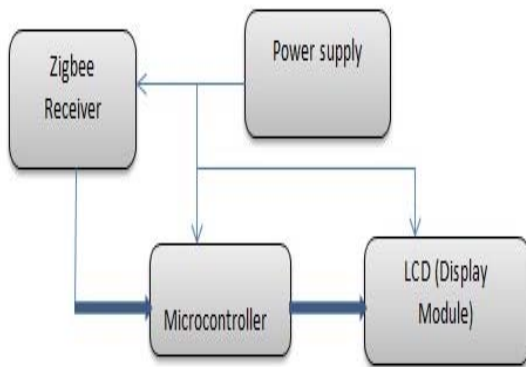 Zigbee
Receiver
Power supply
Microcontroller
LCD (Display
Module)